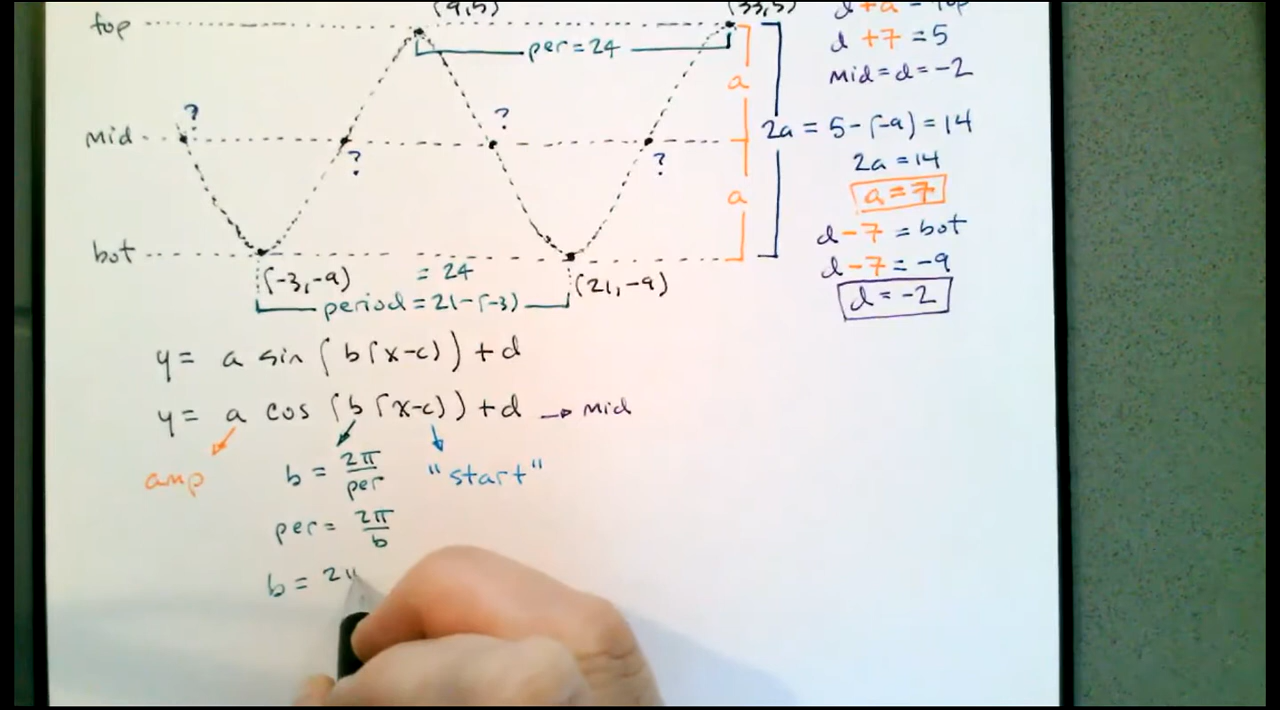 (9,5)
(33,5)
d+a = top
top
per = 24
d +7 = 5
a
mid = d = -2
?
?
mid
2a = 5-(-9) = 14
?
?
2a = 14
a
a = 7
d-7 = bot
bot
d-7 = -9
(-3,-9)
= 24
(21,-9)
period = 21-(-3)
d = -2
y = a sin (b(x-c)) + d
y = a cos (b(x-c)) + d → mid
amp
b = 2π/per
"start"
per = 2π/b
b = 2π